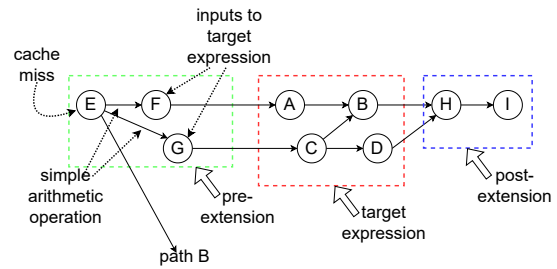 inputs to
target
expression
cache
miss
E
F
A
B
H
I
G
C
D
simple
arithmetic
operation
pre-
extension
target
expression
post-
extension
path B